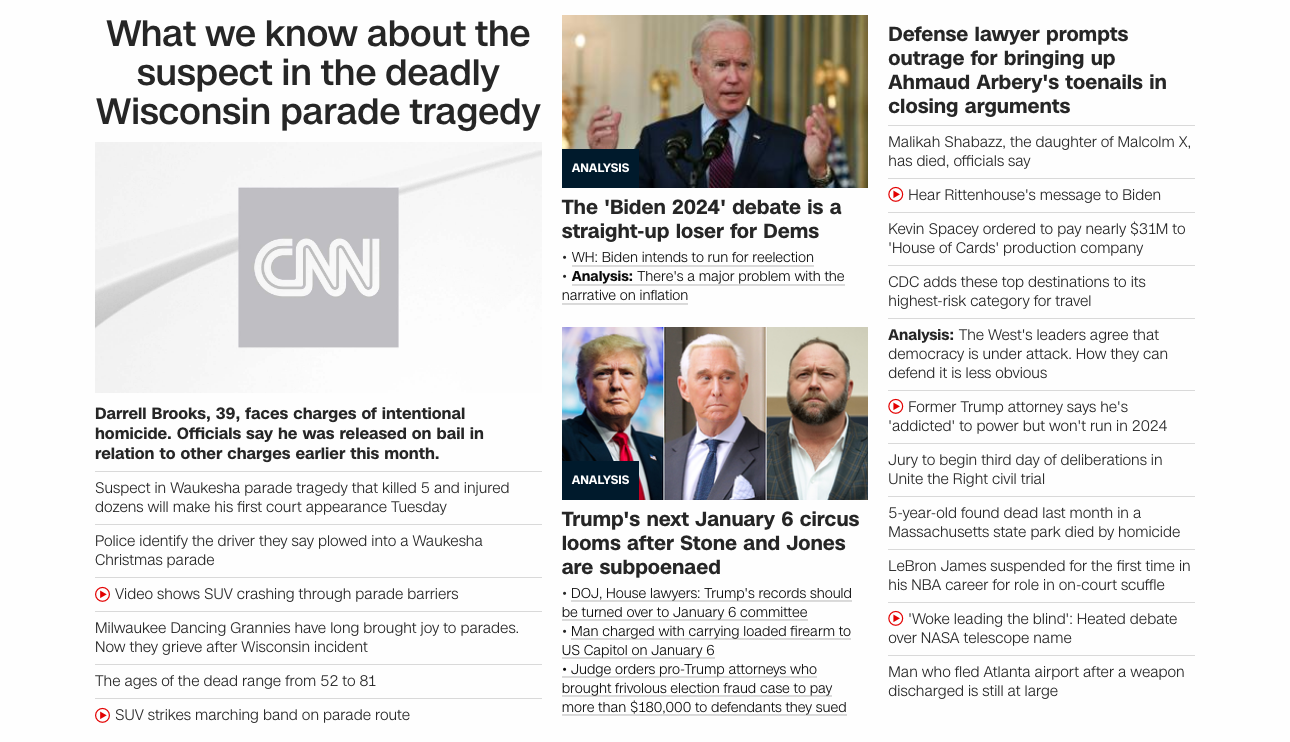 What we know about the
suspect in the deadly
Wisconsin parade tragedy
CNN
Darrell Brooks, 39, faces charges of intentional
homicide. Officials say he was released on bail in
relation to other charges earlier this month.
Suspect in Waukesha parade tragedy that killed 5 and injured
dozens will make his first court appearance Tuesday
Police identify the driver they say plowed into a Waukesha
Christmas parade
Video shows SUV crashing through parade barriers
Milwaukee Dancing Grannies have long brought joy to parades.
Now they grieve after Wisconsin incident
The ages of the dead range from 52 to 81
SUV strikes marching band on parade route
ANALYSIS
The 'Biden 2024' debate is a
straight-up loser for Dems
• WH: Biden intends to run for reelection
• Analysis: There's a major problem with the
narrative on inflation
ANALYSIS
Trump's next January 6 circus
looms after Stone and Jones
are subpoenaed
• DOJ, House lawyers: Trump's records should
be turned over to January 6 committee
• Man charged with carrying loaded firearm to
US Capitol on January 6
• Judge orders pro-Trump attorneys who
brought frivolous election fraud case to pay
more than $180,000 to defendants they sued
Defense lawyer prompts
outrage for bringing up
Ahmaud Arbery's toenails in
closing arguments
Malikah Shabazz, the daughter of Malcolm X,
has died, officials say
Hear Rittenhouse's message to Biden
Kevin Spacey ordered to pay nearly $31M to
'House of Cards' production company
CDC adds these top destinations to its
highest-risk category for travel
Analysis: The West's leaders agree that
democracy is under attack. How they can
defend it is less obvious
Former Trump attorney says he's
'addicted' to power but won't run in 2024
Jury to begin third day of deliberations in
Unite the Right civil trial
5-year-old found dead last month in a
Massachusetts state park died by homicide
LeBron James suspended for the first time in
his NBA career for role in on-court scuffle
'Woke leading the blind': Heated debate
over NASA telescope name
Man who fled Atlanta airport after a weapon
discharged is still at large